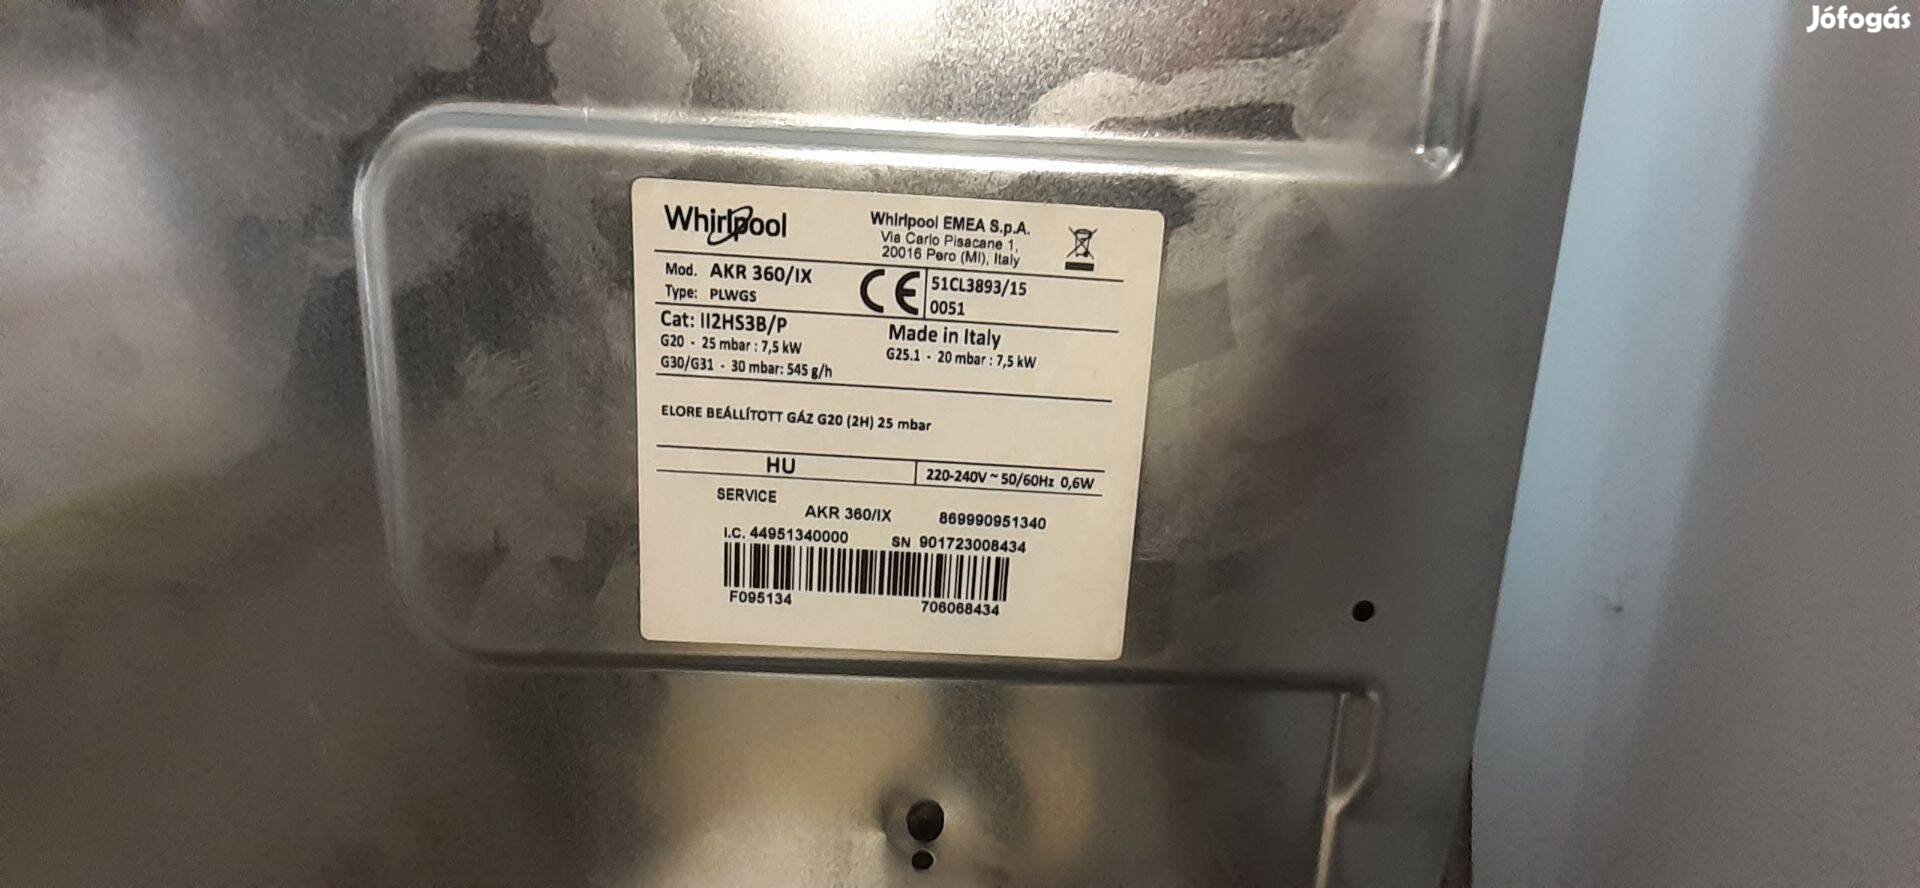 Jófogás
Whirlpool
Whirlpool EMEA S.p.A.
Via Carlo Pisacane 1,
20016 Pero (MI), Italy
Mod. AKR 360/IX
Type: PLWGS
CE
51CL3893/15
0051
Cat: II2HS3B/P
Made in Italy
G20 - 25 mbar : 7,5 kW
G25.1 - 20 mbar : 7,5 kW
G30/G31 - 30 mbar: 545 g/h
ELORE BEÁLLÍTOTT GÁZ G20 (2H) 25 mbar
HU
220-240V ~ 50/60Hz 0,6W
SERVICE
AKR 360/IX 869990951340
I.C. 44951340000 SN 901723008434
F095134 706068434